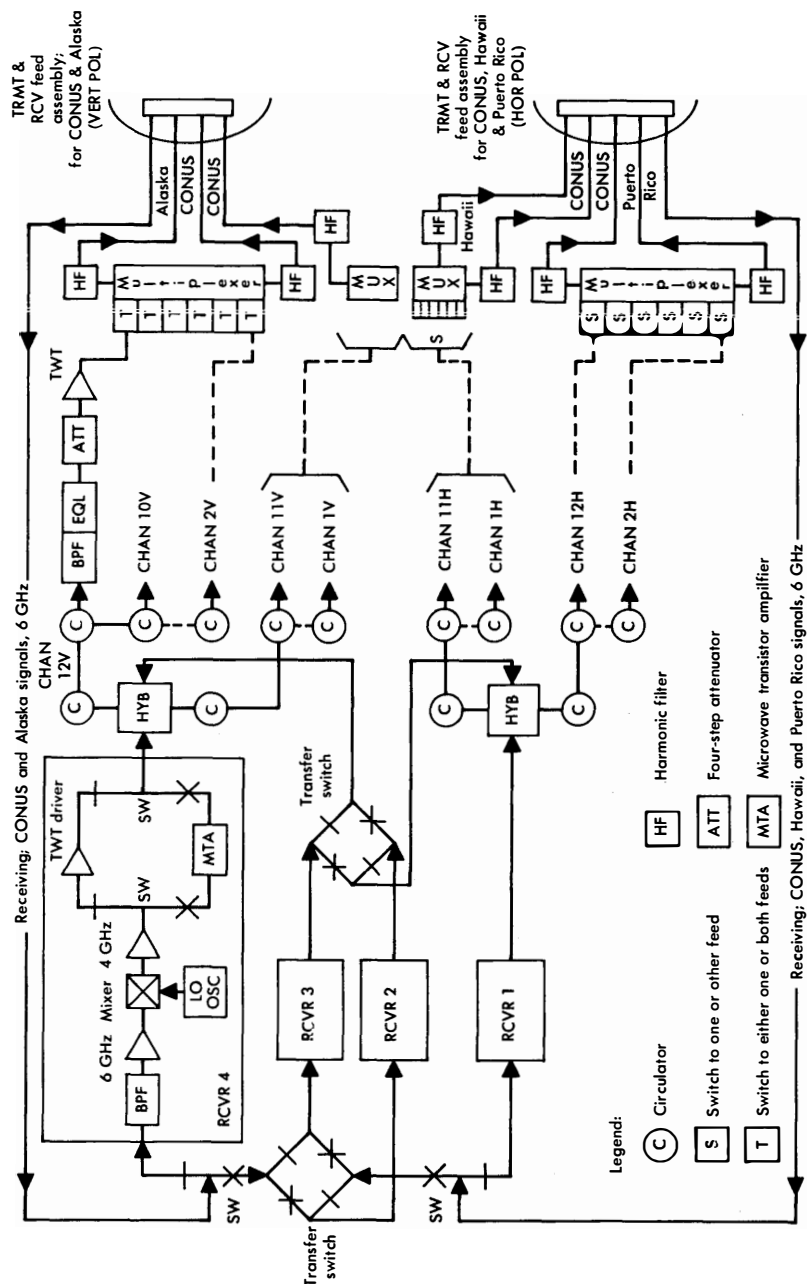 TRMT &
RCV feed
assembly;
for CONUS & Alaska
(VERT POL)
TRMT & RCV
feed assembly
for CONUS, Hawaii
& Puerto Rico
(HOR POL)
Receiving; CONUS and Alaska signals, 6 GHz
Alaska
CONUS
CONUS
HF
Multiplexer
HF
T
T
T
T
T
T
HF
MUX
HF
Hawaii
MUX
HF
CONUS
CONUS
Puerto
Rico
HF
Multiplexer
HF
S
S
S
S
S
S
S
TWT
ATT
EQL
BPF
CHAN
12V
C
C
C
CHAN 10V
C
CHAN 2V
HYB
C
C
CHAN 11V
C
CHAN 1V
C
C
CHAN 11H
C
CHAN 1H
HYB
C
C
CHAN 12H
C
CHAN 2H
TWT driver
SW
SW
MTA
6 GHz
Mixer
4 GHz
LO
OSC
BPF
RCVR 4
Transfer
switch
RCVR 3
RCVR 2
RCVR 1
SW
SW
Transfer
switch
Legend:
C Circulator
S Switch to one or other feed
T Switch to either one or both feeds
HF Harmonic filter
ATT Four-step attenuator
MTA Microwave transistor amplifier
Receiving; CONUS, Hawaii, and Puerto Rico signals, 6 GHz